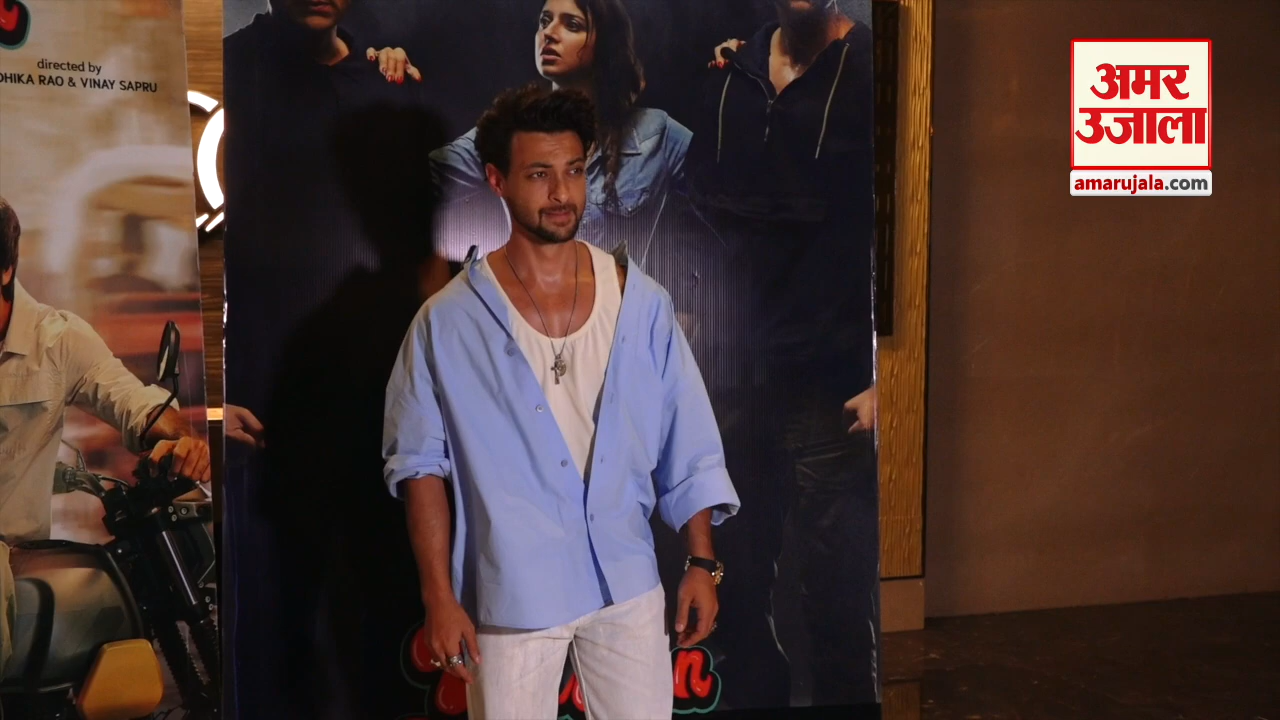 directed by
DHIKA RAO & VINAY SAPRU
अमर
उजाला
amarujala.com